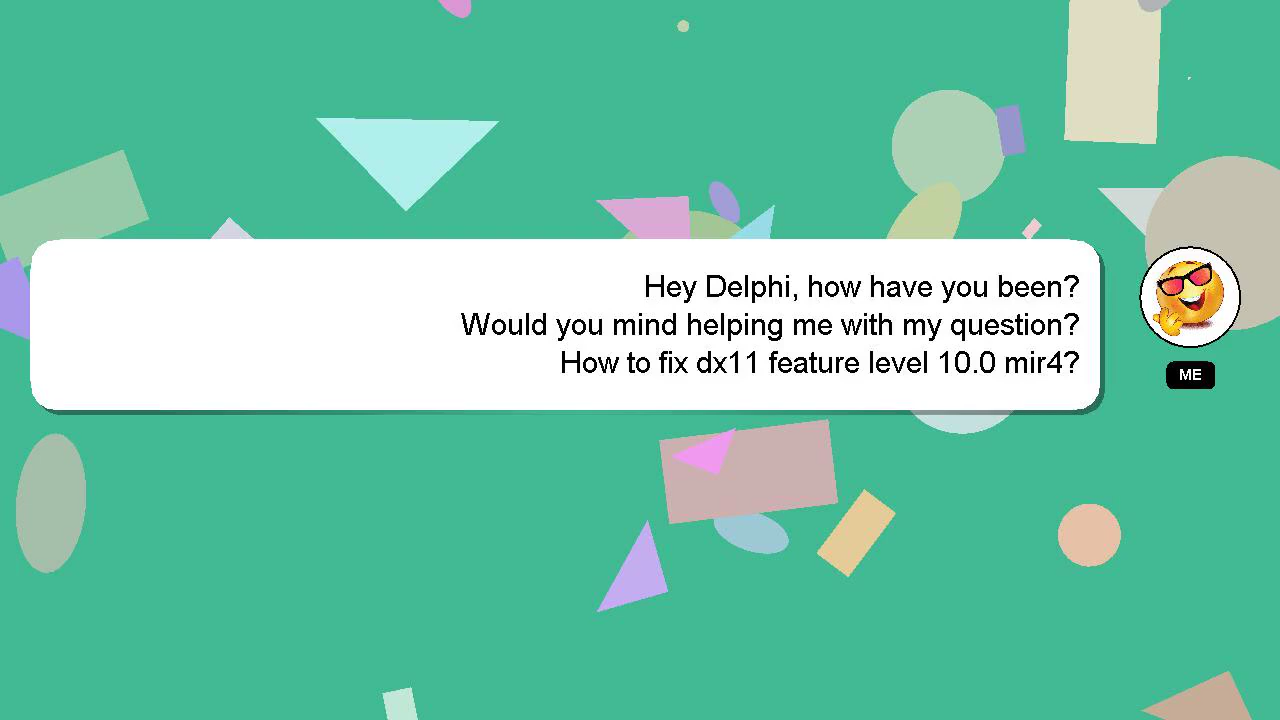 Hey Delphi, how have you been?
Would you mind helping me with my question?
How to fix dx11 feature level 10.0 mir4?
ME